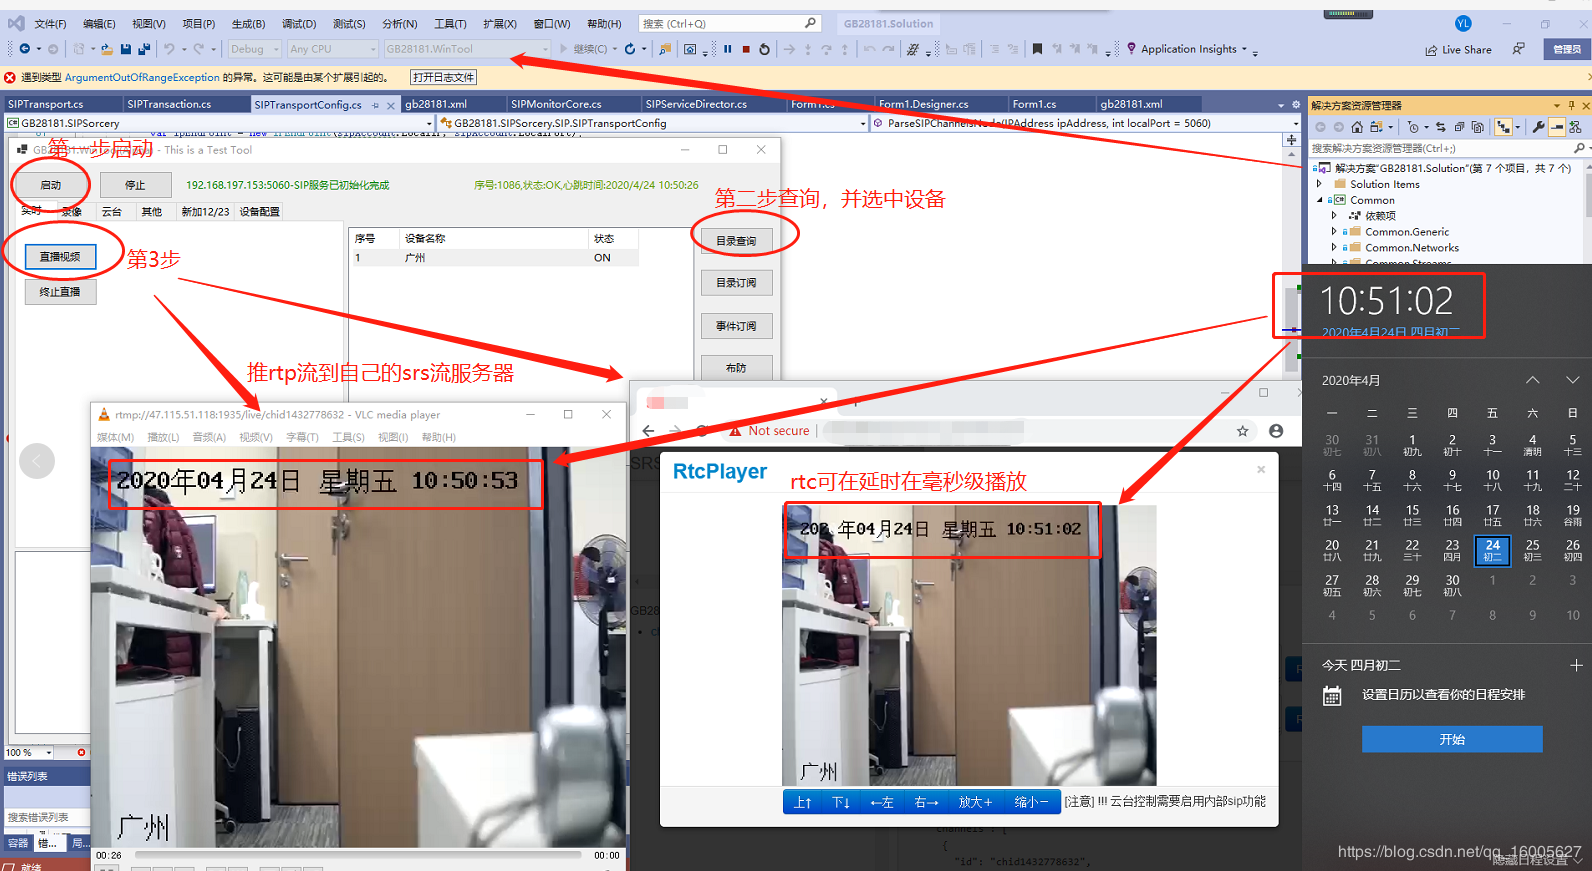 文件(F) 编辑(E) 视图(V) 项目(P) 生成(B) 调试(D) 测试(S) 分析(N) 工具(T) 扩展(X) 窗口(W) 帮助(H) 搜索 (Ctrl+Q) GB28181.Solution YL
Debug Any CPU GB28181.WinTool 继续(C) Application Insights Live Share 管理员
遇到类型 ArgumentOutOfRangeException 的异常。这可能是由某个扩展引起的。 打开日志文件
SIPTransport.cs SIPTransaction.cs SIPTransportConfig.cs gb28181.xml SIPMonitorCore.cs SIPServiceDirector.cs Form1.cs Form1.Designer.cs Form1.cs gb28181.xml
GB28181.SIPSorcery GB28181.SIPSorcery.SIP.SIPTransportConfig ParseSIPChannelsNode(IPAddress ipAddress, int localPort = 5060)
第一步启动
- This is a Test Tool
启动 停止 192.168.197.153:5060-SIP服务已初始化完成 序号:1086,状态:OK,心跳时间:2020/4/24 10:50:26
实时 录像 云台 其他 新加12/23 设备配置
第二步查询，并选中设备
序号 设备名称 状态
1 广州 ON
直播视频
第3步
终止直播
目录查询
目录订阅
事件订阅
布防
推rtp流到自己的srs流服务器
rtmp://47.115.51.118:1935/live/chid1432778632 - VLC media player
媒体(M) 播放(L) 音频(A) 视频(V) 字幕(T) 工具(S) 视图(I) 帮助(H)
2020年04月24日 星期五 10:50:53
广州
00:26 00:00
Not secure
RtcPlayer
rtc可在延时在毫秒级播放
年04月24日 星期五 10:51:02
广州
上↑ 下↓ ←左 右→ 放大+ 缩小− [注意] !!! 云台控制需要启用内部sip功能
{
"id": "chid1432778632",
100 %
错误列表
搜索错误列表
容器 错... 局...
就绪
解决方案资源管理器
搜索解决方案资源管理器(Ctrl+;)
解决方案"GB28181.Solution"(第 7 个项目，共 7 个)
Solution Items
Common
依赖项
Common.Generic
Common.Networks
Common.Streams
10:51:02
2020年4月24日 四月初二
2020年4月
一 二 三 四 五 六 日
30 31 1 2 3 4 5
初七 初八 初九 初十 十一 清明 十三
6 7 8 9 10 11 12
十四 十五 十六 十七 十八 十九 二十
13 14 15 16 17 18 19
廿一 廿二 廿三 廿四 廿五 廿六 谷雨
20 21 22 23 24 25 26
廿八 廿九 三十 四月 初二 初三 初四
27 28 29 30 1 2 3
初五 初六 初七 初八
4 5 6 7 8 9 10
今天 四月初二
设置日历以查看你的日程安排
开始
隐藏日程设置
https://blog.csdn.net/qq_16005627